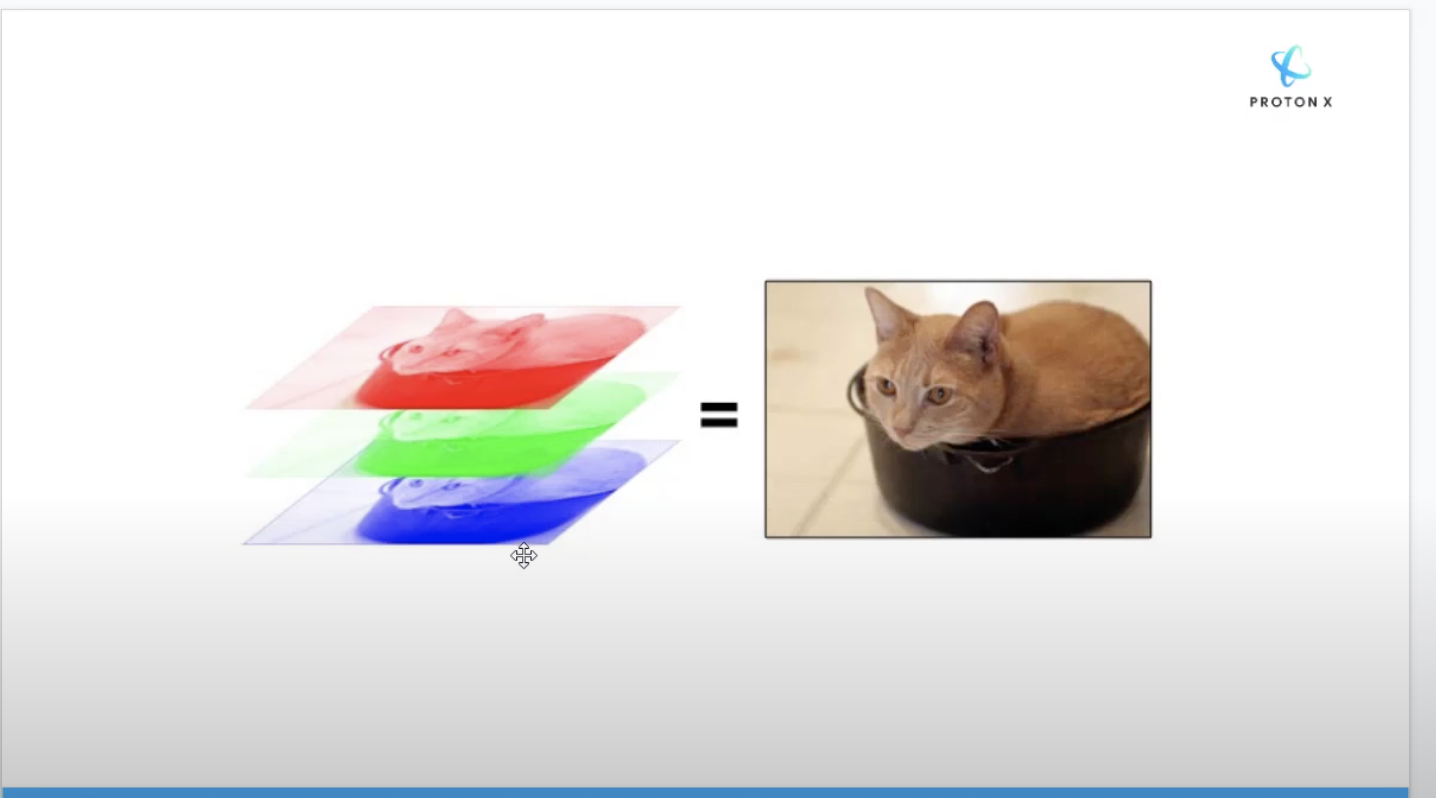 PROTON X
=